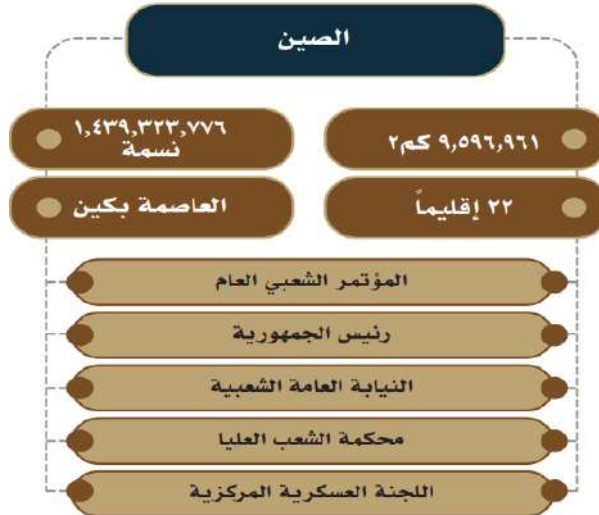 الصين
٩,٥٩٦,٩٦١ كم٢
١,٤٣٩,٣٢٣,٧٧٦
نسمة
٢٢ إقليماً
العاصمة بكين
المؤتمر الشعبي العام
رئيس الجمهورية
النيابة العامة الشعبية
محكمة الشعب العليا
اللجنة العسكرية المركزية